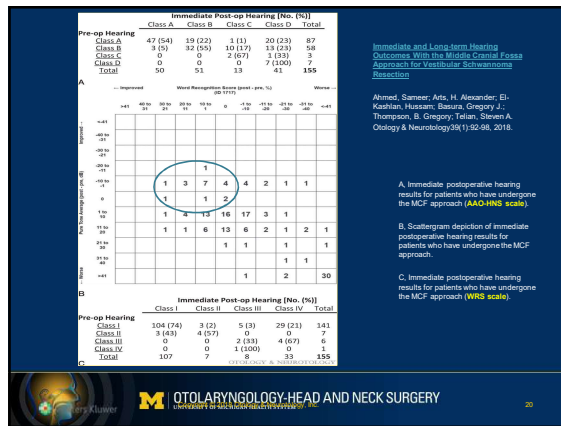 Immediate Post-op Hearing [No. (%)]
Class A Class B Class C Class D Total
Pre-op Hearing
Class A 47 (54) 19 (22) 1 (1) 20 (23) 87
Class B 3 (5) 32 (55) 10 (17) 13 (23) 58
Class C 0 0 2 (67) 1 (33) 3
Class D 0 0 0 7 (100) 7
Total 50 51 13 41 155
A
Improved Word Recognition Score (post - pre, %) Worse
(ID 1717)
>41 40 to 31 30 to 21 20 to 11 10 to 1 0 -1 to -10 -11 to -20 -21 to -30 -31 to -40 <-41
Pure Tone Average (post - pre, dB)
Improved
Worse
<-41
-40 to -31
-30 to -21
-20 to -11 1
-10 to -1 1 3 7 4 4 2 1 1
0 1 1 2
1 to 10 1 4 13 16 17 3 1
11 to 20 1 1 6 13 6 2 1 2 1
21 to 30 1 1 1
31 to 40 1 1
>41 1 2 30
B
Immediate Post-op Hearing [No. (%)]
Class I Class II Class III Class IV Total
Pre-op Hearing
Class I 104 (74) 3 (2) 5 (3) 29 (21) 141
Class II 3 (43) 4 (57) 0 0 7
Class III 0 0 2 (33) 4 (67) 6
Class IV 0 0 1 (100) 0 1
Total 107 7 8 33 155
C
OTOLOGY & NEUROTOLOGY
Immediate and Long-term Hearing
Outcomes With the Middle Cranial Fossa
Approach for Vestibular Schwannoma
Resection
Ahmed, Sameer; Arts, H. Alexander; El-
Kashlan, Hussam; Basura, Gregory J.;
Thompson, B. Gregory; Telian, Steven A.
Otology & Neurotology39(1):92-98, 2018.
A, Immediate postoperative hearing
results for patients who have undergone
the MCF approach (AAO-HNS scale).
B, Scattergram depiction of immediate
postoperative hearing results for
patients who have undergone the MCF
approach.
C, Immediate postoperative hearing
results for patients who have undergone
the MCF approach (WRS scale).
ters Kluwer
M
OTOLARYNGOLOGY-HEAD AND NECK SURGERY
UNIVERSITY OF MICHIGAN HEALTH SYSTEM
Inc.
20